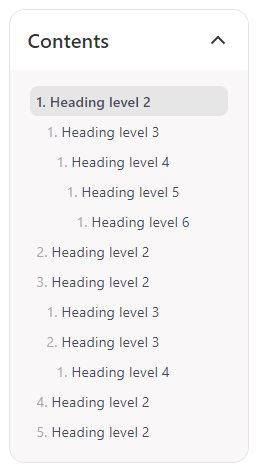 Contents
1. Heading level 2
1. Heading level 3
1. Heading level 4
1. Heading level 5
1. Heading level 6
2. Heading level 2
3. Heading level 2
1. Heading level 3
2. Heading level 3
1. Heading level 4
4. Heading level 2
5. Heading level 2